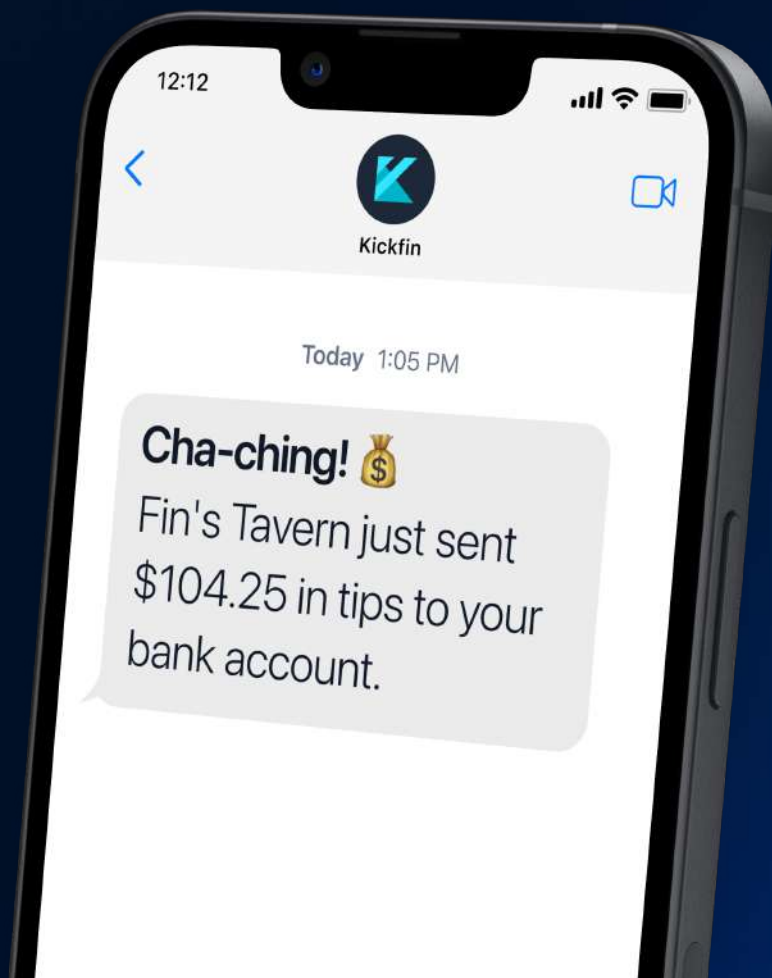 12:12
Kickfin
Today 1:05 PM
Cha-ching! 💰
Fin's Tavern just sent
$104.25 in tips to your
bank account.